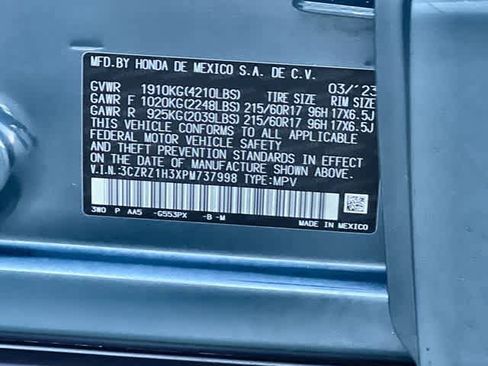 MFD.BY HONDA DE MEXICO S.A. DE C.V.
GVWR 1910KG(4210LBS) TIRE SIZE 03/'23 RIM SIZE
GAWR F 1020KG(2248LBS) 215/60R17 96H 17X6.5J
GAWR R 925KG(2039LBS) 215/60R17 96H 17X6.5J
THIS VEHICLE CONFORMS TO ALL APPLICABLE
FEDERAL MOTOR VEHICLE SAFETY
AND THEFT PREVENTION STANDARDS IN EFFECT ON
THE DATE OF MANUFACTURE SHOWN ABOVE.
V.I.N:3CZRZ1H3XPM737998 TYPE:MPV
3W0 P AA5 -G553PX -B -M
MADE IN MEXICO